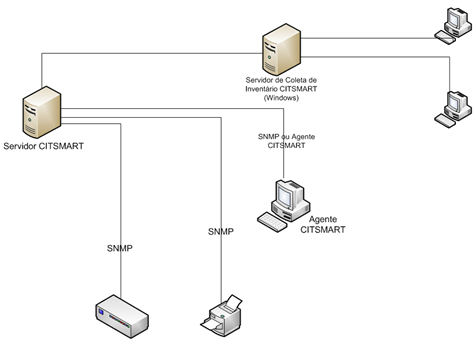 Servidor de Coleta de
Inventário CITSMART
(Windows)
Servidor CITSMART
SNMP ou Agente
CITSMART
Agente
CITSMART
SNMP
SNMP